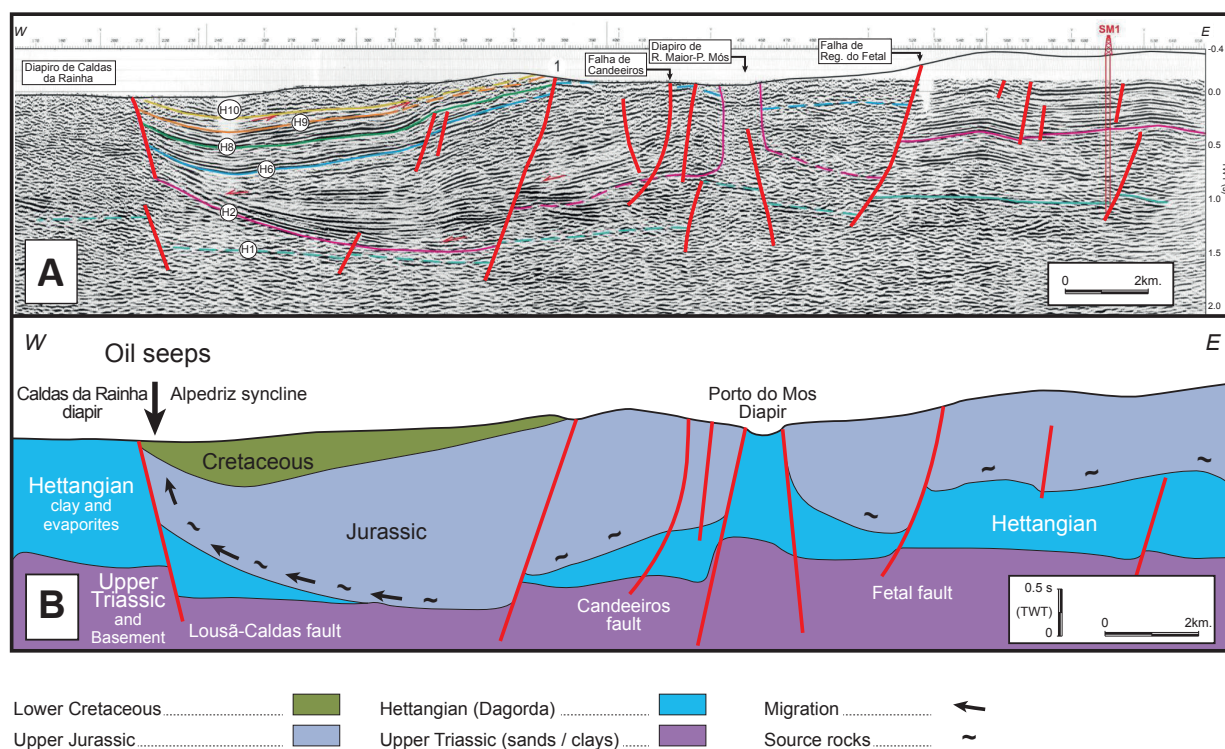 W
E
SM1
Diapiro de Caldas
da Rainha
1
Falha de
Candeeiros
Diapiro de
R. Maior-P. Mós
Falha de
Reg. do Fetal
-0.4
0.0
0.5
1.0
1.5
2.0
H10
H9
H8
H6
H2
H1
A
0 2km.
W
E
Oil seeps
Caldas da Rainha
diapir
Alpedriz syncline
Porto do Mos
Diapir
Cretaceous
Hettangian
clay and
evaporites
Jurassic
Hettangian
Upper
Triassic
and
Basement
Lousã-Caldas fault
Candeeiros
fault
Fetal fault
B
0.5 s
(TWT)
0
0 2km.
Lower Cretaceous
Hettangian (Dagorda)
Migration
Upper Jurassic
Upper Triassic (sands / clays)
Source rocks